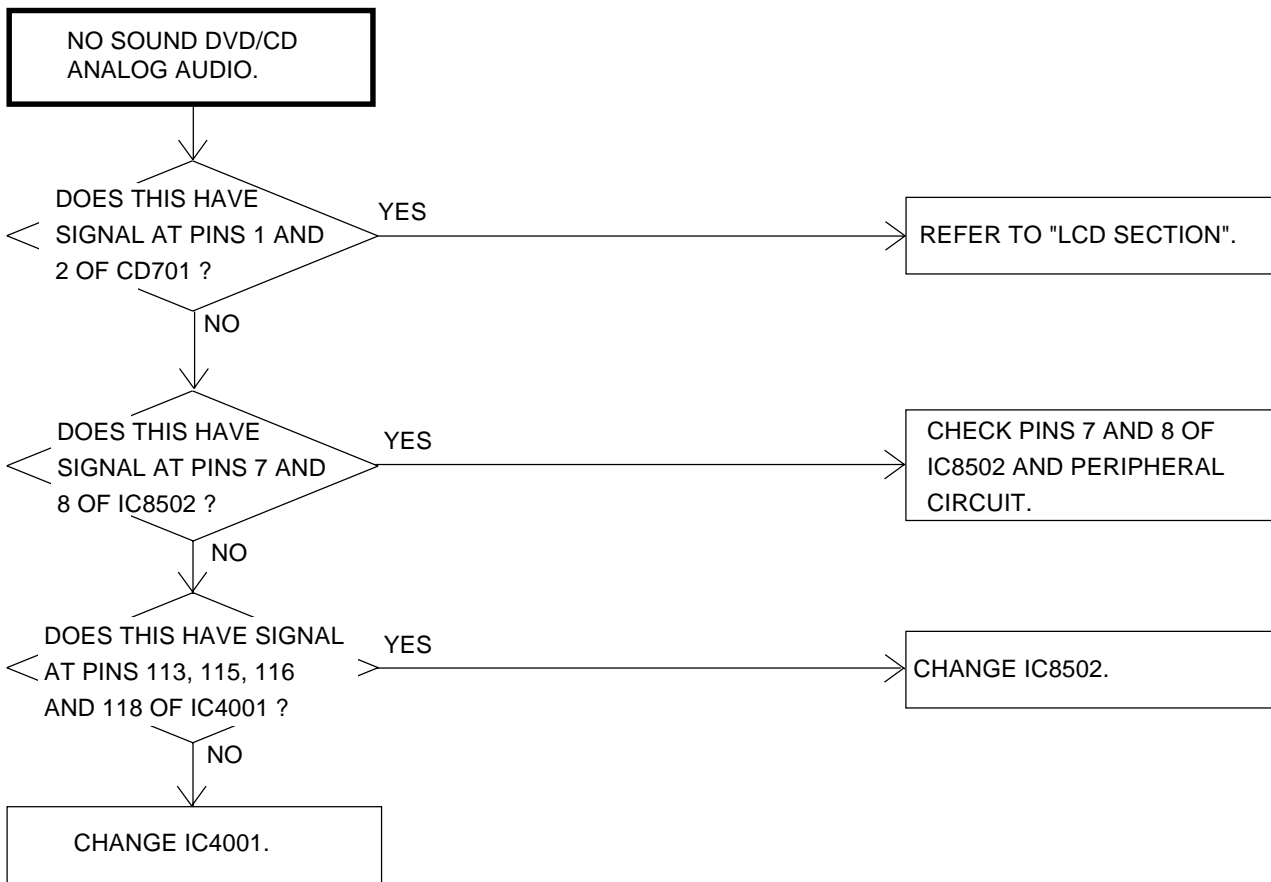 NO SOUND DVD/CD
ANALOG AUDIO.
DOES THIS HAVE
SIGNAL AT PINS 1 AND
2 OF CD701 ?
YES
REFER TO "LCD SECTION".
NO
DOES THIS HAVE
SIGNAL AT PINS 7 AND
8 OF IC8502 ?
YES
CHECK PINS 7 AND 8 OF
IC8502 AND PERIPHERAL
CIRCUIT.
NO
DOES THIS HAVE SIGNAL
AT PINS 113, 115, 116
AND 118 OF IC4001 ?
YES
CHANGE IC8502.
NO
CHANGE IC4001.